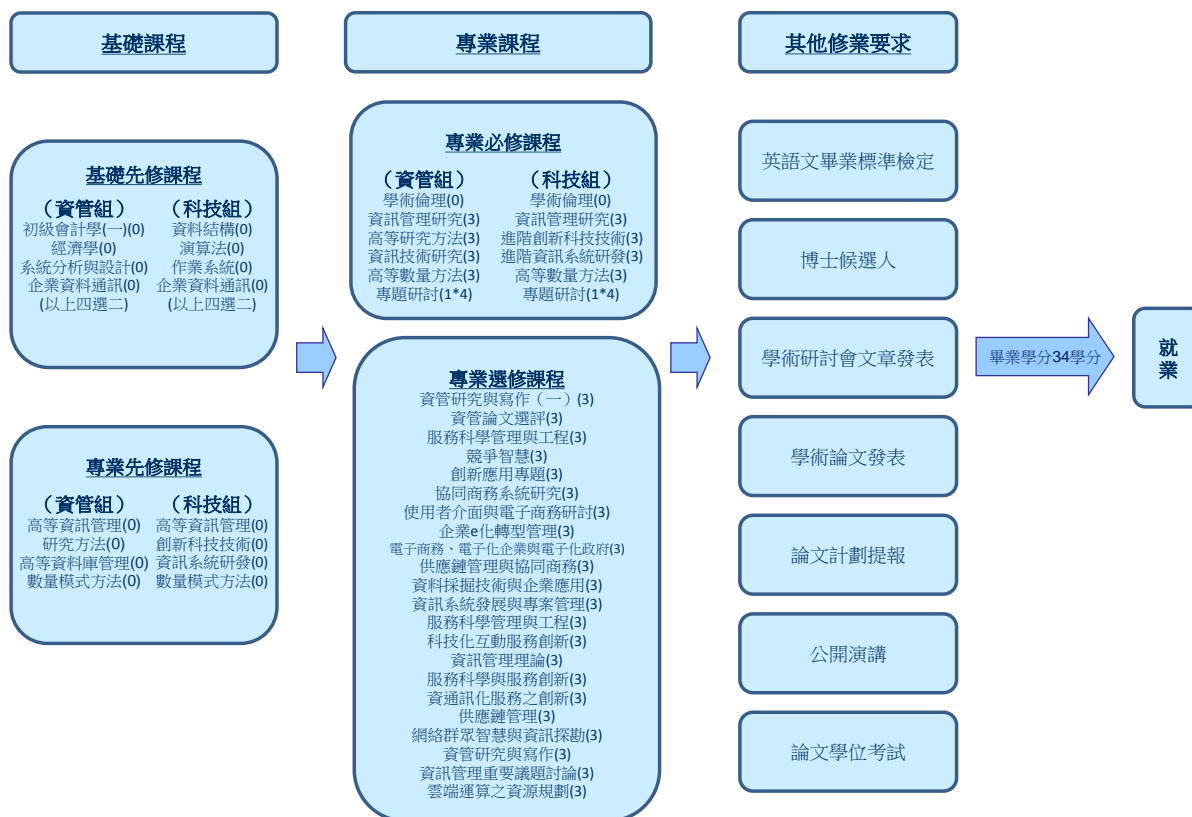 基礎課程
專業課程
其他修業要求
基礎先修課程
（資管組）
初級會計學(一)(0)
經濟學(0)
系統分析與設計(0)
企業資料通訊(0)
(以上四選二)
（科技組）
資料結構(0)
演算法(0)
作業系統(0)
企業資料通訊(0)
(以上四選二)
專業先修課程
（資管組）
高等資訊管理(0)
研究方法(0)
高等資料庫管理(0)
數量模式方法(0)
（科技組）
高等資訊管理(0)
創新科技技術(0)
資訊系統研發(0)
數量模式方法(0)
專業必修課程
（資管組）
學術倫理(0)
資訊管理研究(3)
高等研究方法(3)
資訊技術研究(3)
高等數量方法(3)
專題研討(1*4)
（科技組）
學術倫理(0)
資訊管理研究(3)
進階創新科技技術(3)
進階資訊系統研發(3)
高等數量方法(3)
專題研討(1*4)
專業選修課程
資管研究與寫作（一）(3)
資管論文選評(3)
服務科學管理與工程(3)
競爭智慧(3)
創新應用專題(3)
協同商務系統研究(3)
使用者介面與電子商務研討(3)
企業e化轉型管理(3)
電子商務、電子化企業與電子化政府(3)
供應鏈管理與協同商務(3)
資料採掘技術與企業應用(3)
資訊系統發展與專案管理(3)
服務科學管理與工程(3)
科技化互動服務創新(3)
資訊管理理論(3)
服務科學與服務創新(3)
資通訊化服務之創新(3)
供應鏈管理(3)
網絡群眾智慧與資訊探勘(3)
資管研究與寫作(3)
資訊管理重要議題討論(3)
雲端運算之資源規劃(3)
英語文畢業標準檢定
博士候選人
學術研討會文章發表
學術論文發表
論文計劃提報
公開演講
論文學位考試
畢業學分34學分
就
業